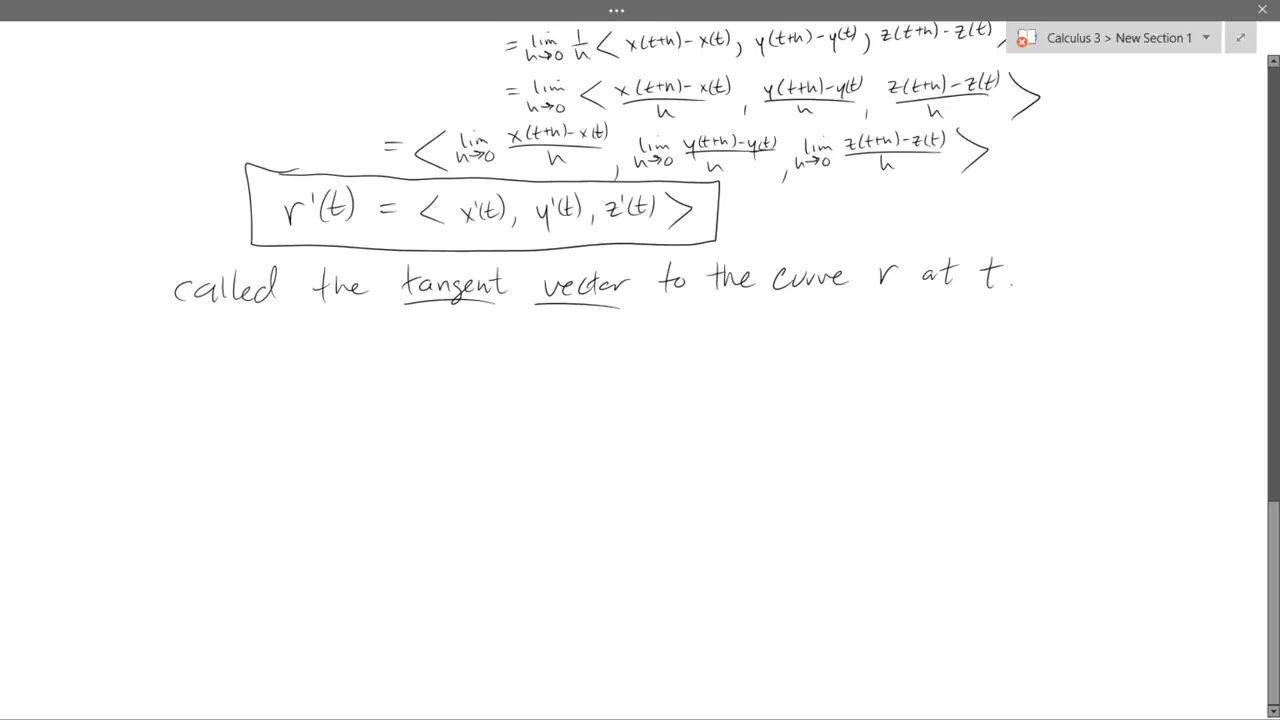 Calculus 3 > New Section 1
= lim h→0 1/h < x(t+h)-x(t), y(t+h)-y(t), z(t+h)-z(t)
= lim h→0 < x(t+h)-x(t)/h, y(t+h)-y(t)/h, z(t+h)-z(t)/h >
= < lim h→0 x(t+h)-x(t)/h, lim h→0 y(t+h)-y(t)/h, lim h→0 z(t+h)-z(t)/h >
r'(t) = < x'(t), y'(t), z'(t) >
called the tangent vector to the curve r at t.